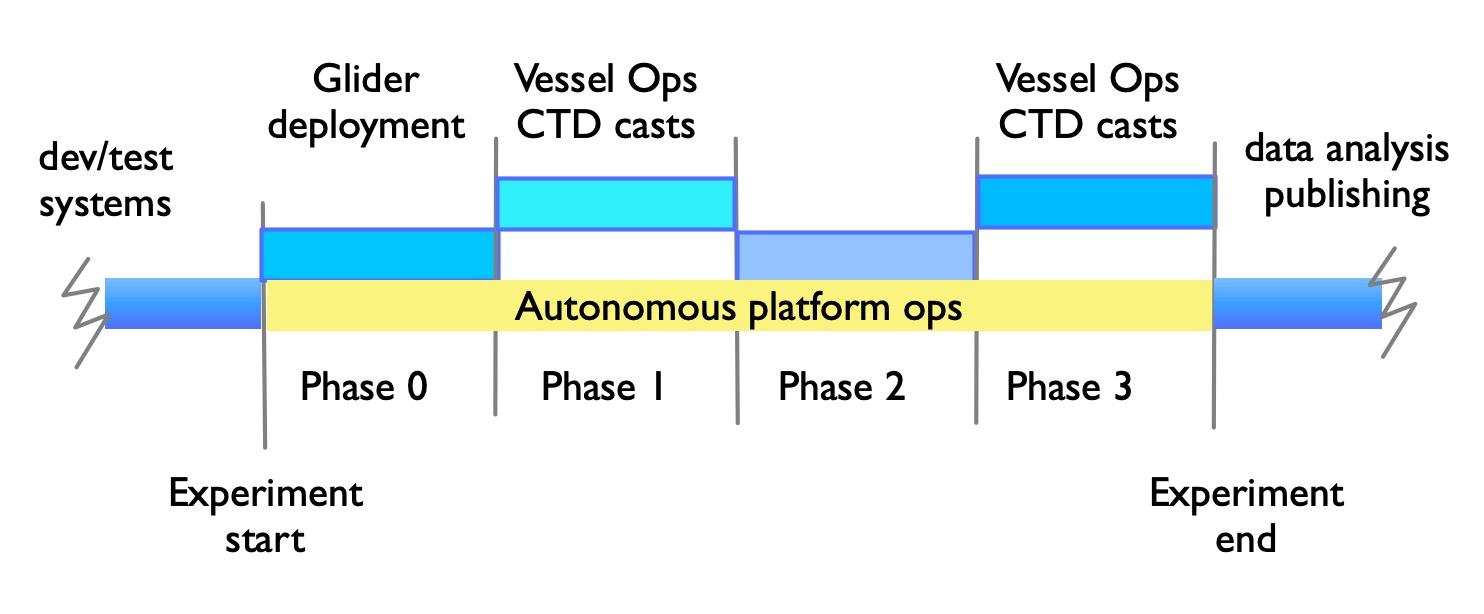 Glider
deployment
Vessel Ops
CTD casts
Vessel Ops
CTD casts
dev/test
systems
data analysis
publishing
Autonomous platform ops
Phase 0
Phase 1
Phase 2
Phase 3
Experiment
start
Experiment
end